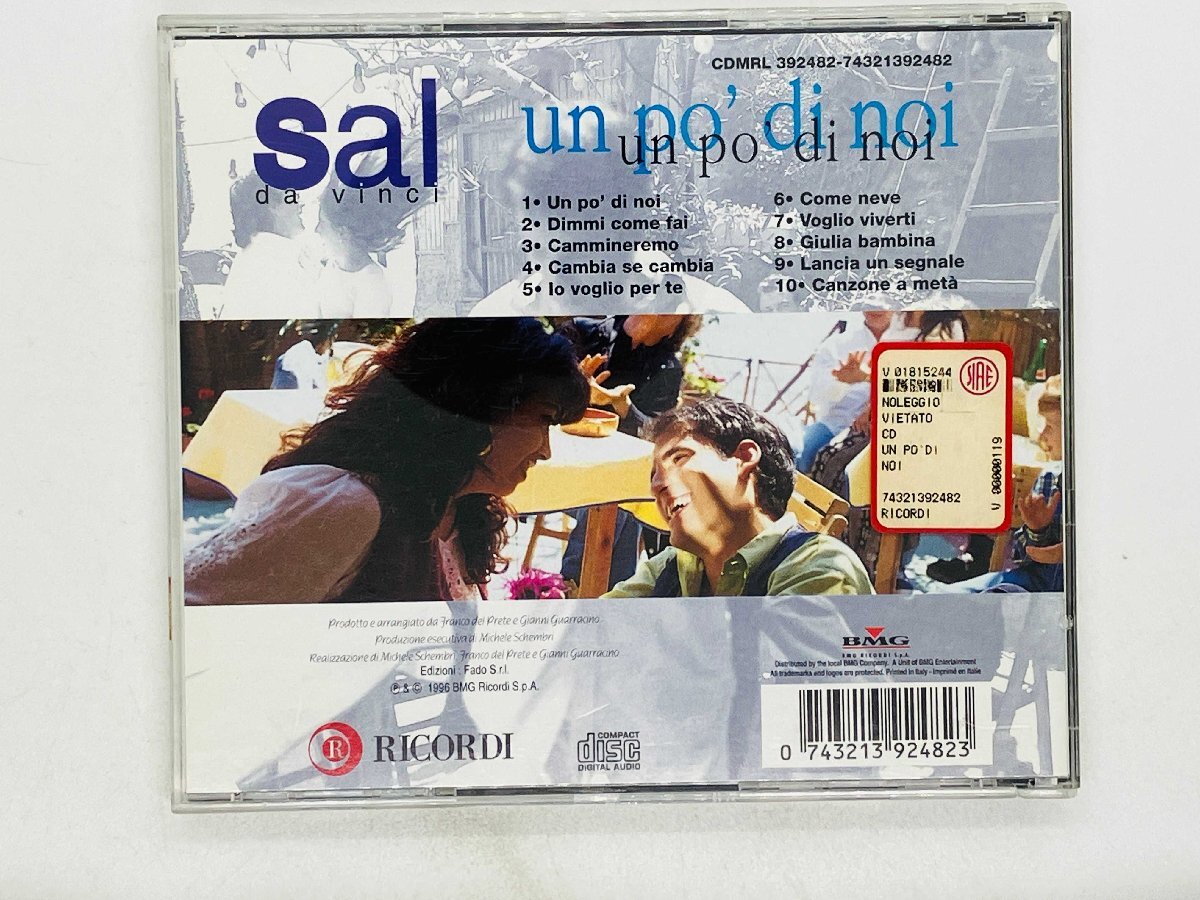 CDMRL 392482-74321392482
sal
da vinci
un po' di noi
un po' di noi
1• Un po' di noi
2• Dimmi come fai
3• Cammineremo
4• Cambia se cambia
5• Io voglio per te
6• Come neve
7• Voglio viverti
8• Giulia bambina
9• Lancia un segnale
10• Canzone a metà
V 01815244
SIAE
NOLEGGIO
VIETATO
CD
UN PO'DI
NOI
74321392482
RICORDI
V 00000119
Prodotto e arrangiato da Franco del Prete e Gianni Guarracino
Produzione esecutiva di Michele Schembri
Realizzazione di Michele Schembri, Franco del Prete e Gianni Guarracino
Edizioni : Fado S.r.l.
℗ & © 1996 BMG Ricordi S.p.A.
R RICORDI
COMPACT
disc
DIGITAL AUDIO
BMG
BMG RICORDI S.p.A.
Distributed by the local BMG Company. A Unit of BMG Entertainment
All trademarks and logos are protected. Printed in Italy - Imprimé en Italie
0 743213 924823